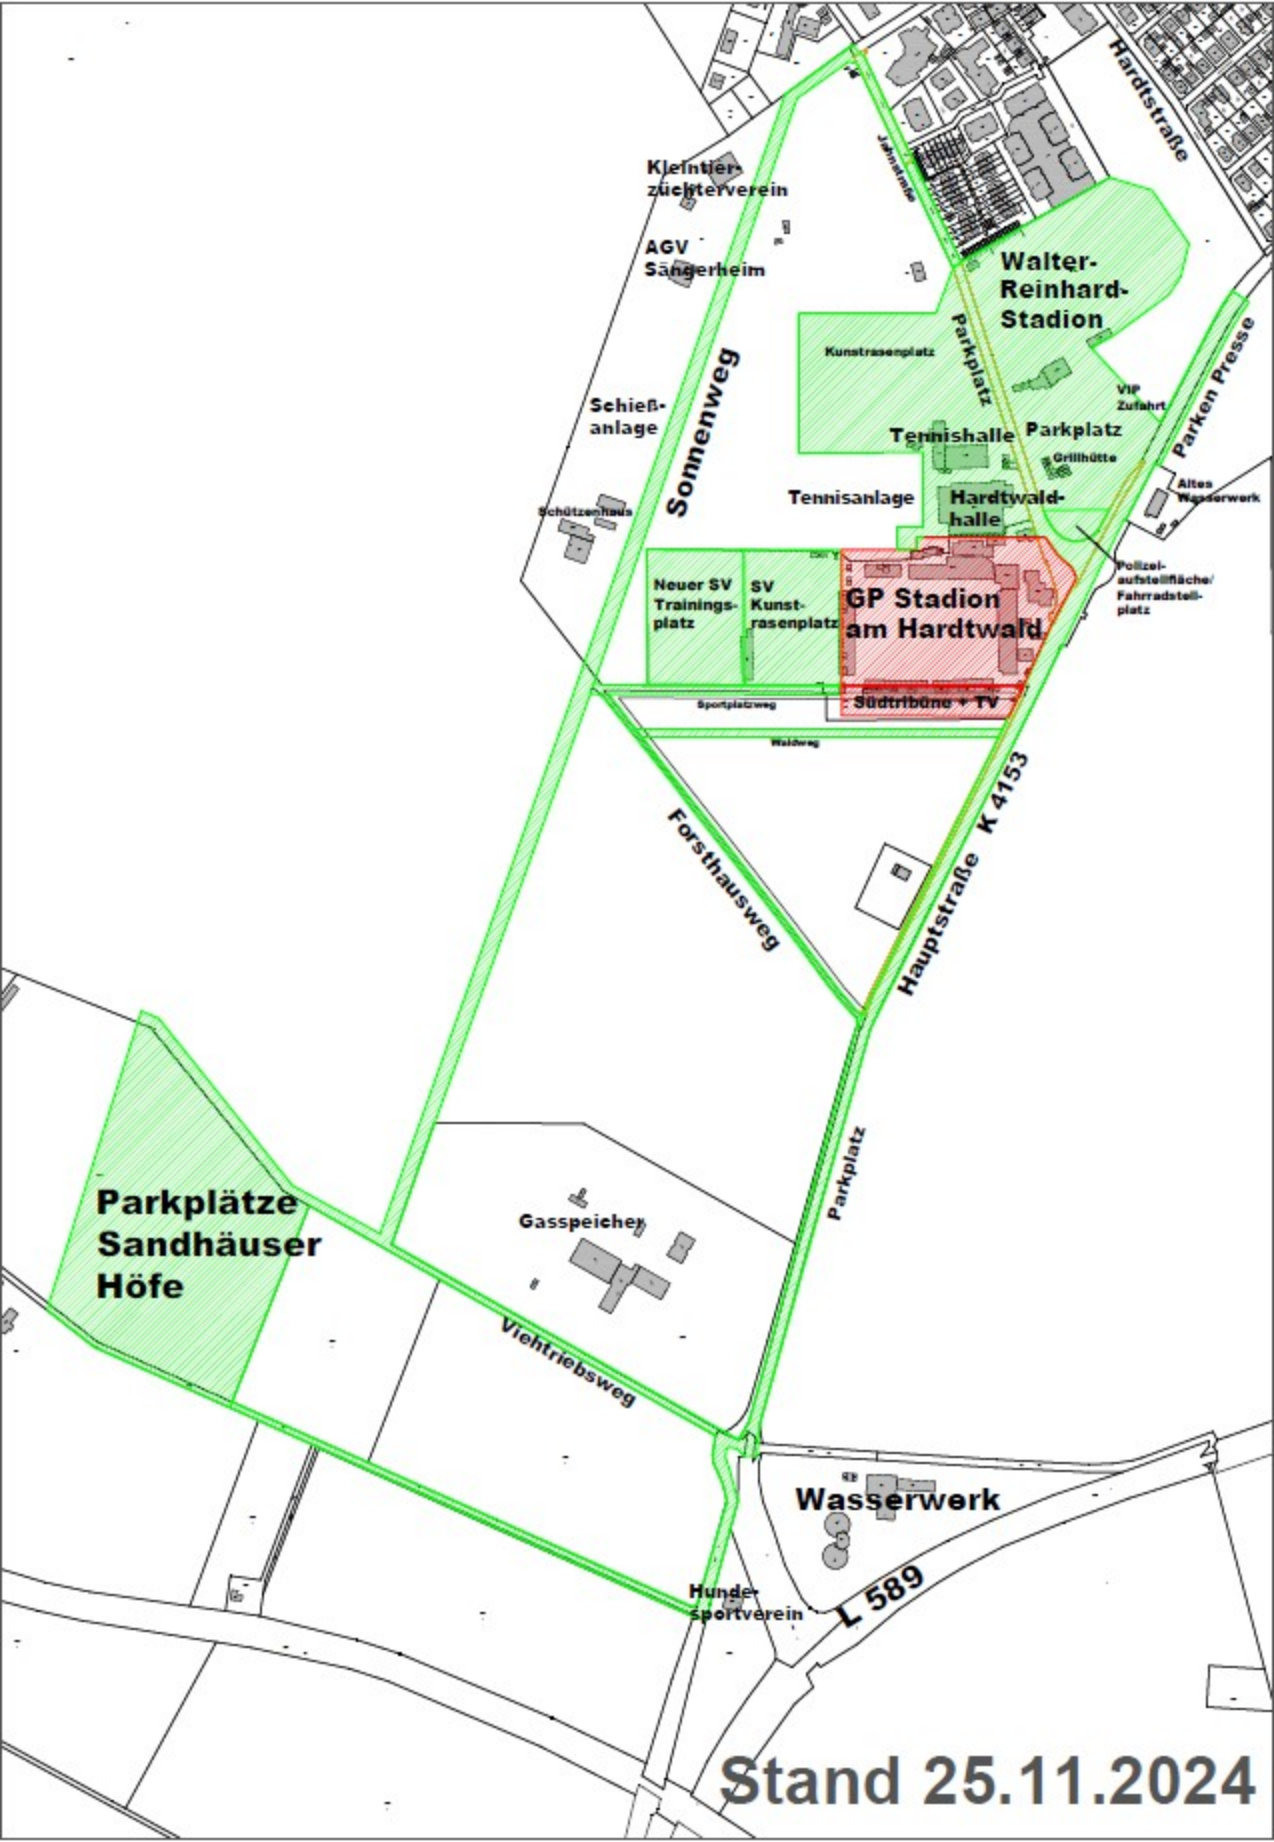 Hardtstraße
Jahnstraße
Kleintier-
züchterverein
AGV
Sängerheim
Walter-
Reinhard-
Stadion
Parkplatz
Kunstrasenplatz
Sonnenweg
Schieß-
anlage
VIP
Zufahrt
Parken Presse
Tennishalle
Parkplatz
Grillhütte
Tennisanlage
Hardtwald-
halle
Altes
Wasserwerk
Schützenhaus
Polizei-
aufstellfläche/
Fahrradstell-
platz
Neuer SV
Trainings-
platz
SV
Kunst-
rasenplatz
GP Stadion
am Hardtwald
Südtribüne + TV
Sportplatzweg
Waldweg
Forsthausweg
Hauptstraße K 4153
Parkplatz
Parkplätze
Sandhäuser
Höfe
Gasspeicher
Viehtriebsweg
Wasserwerk
Hunde-
sportverein
L 589
Stand 25.11.2024